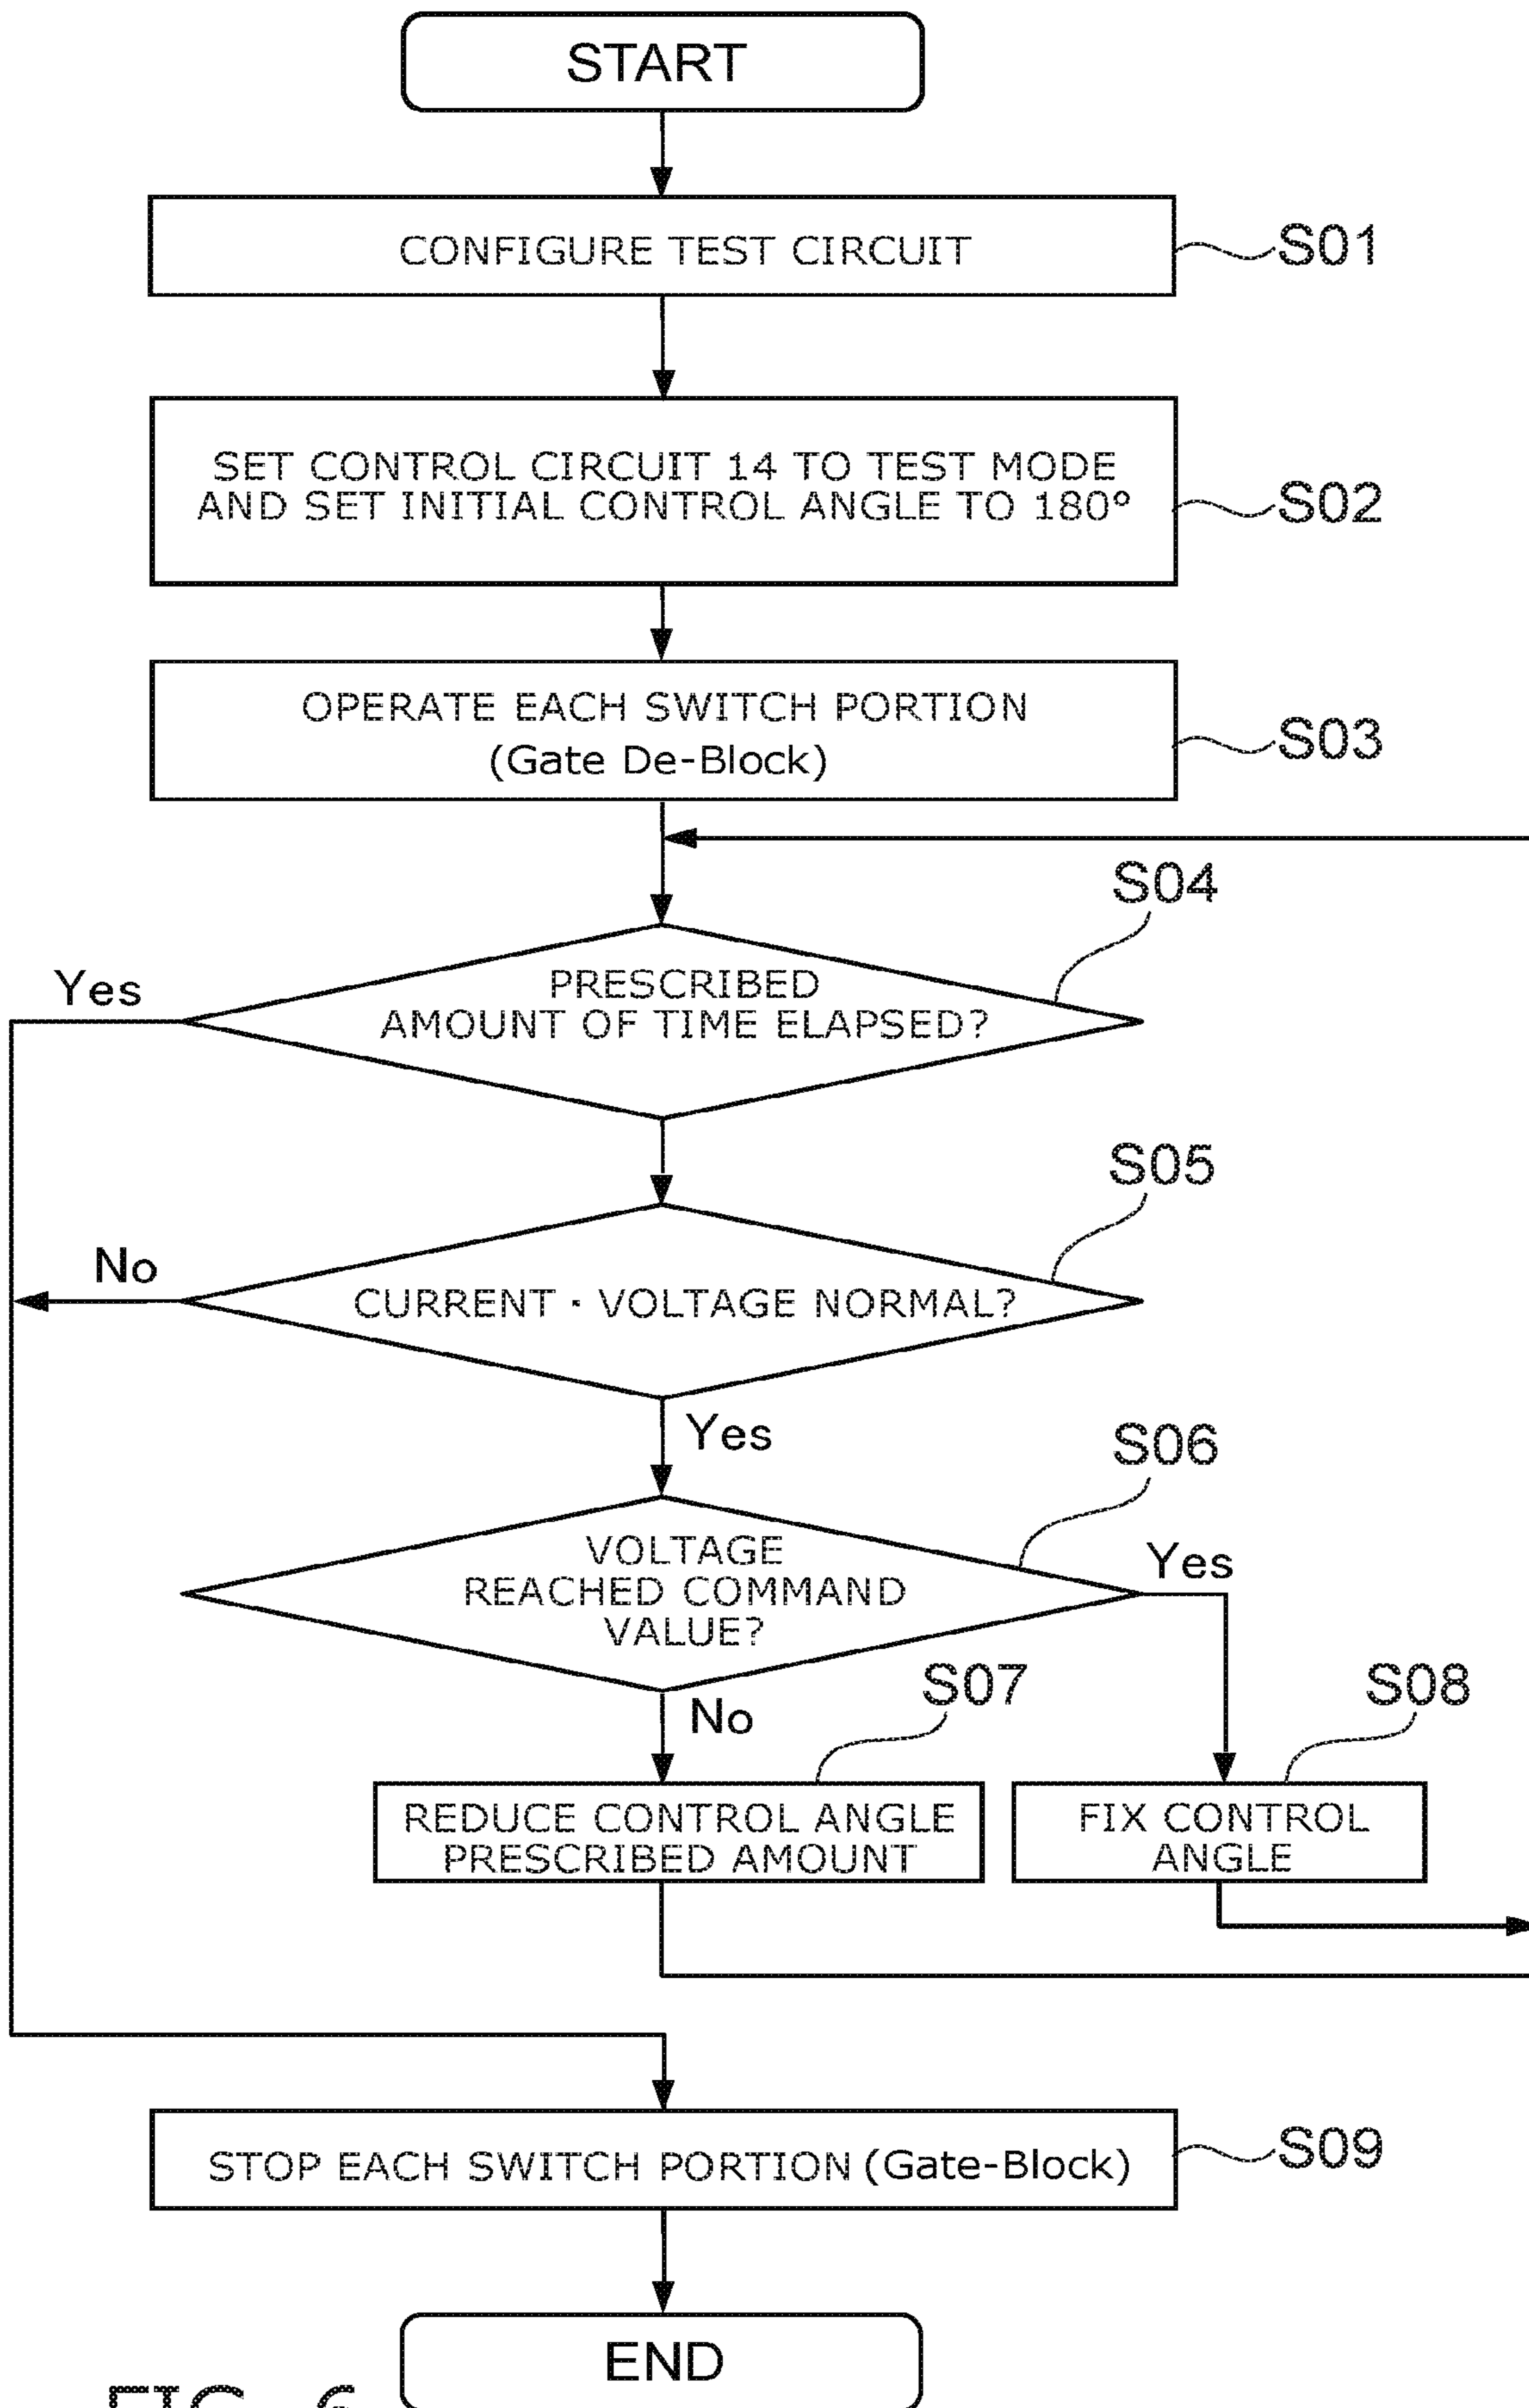 START
CONFIGURE TEST CIRCUIT
S01
SET CONTROL CIRCUIT 14 TO TEST MODE
AND SET INITIAL CONTROL ANGLE TO 180°
S02
OPERATE EACH SWITCH PORTION
(Gate De-Block)
S03
S04
Yes
PRESCRIBED
AMOUNT OF TIME ELAPSED?
S05
No
CURRENT · VOLTAGE NORMAL?
Yes
S06
VOLTAGE
REACHED COMMAND
VALUE?
Yes
No
S07
S08
REDUCE CONTROL ANGLE
PRESCRIBED AMOUNT
FIX CONTROL
ANGLE
STOP EACH SWITCH PORTION (Gate-Block)
S09
END
FIG. 6